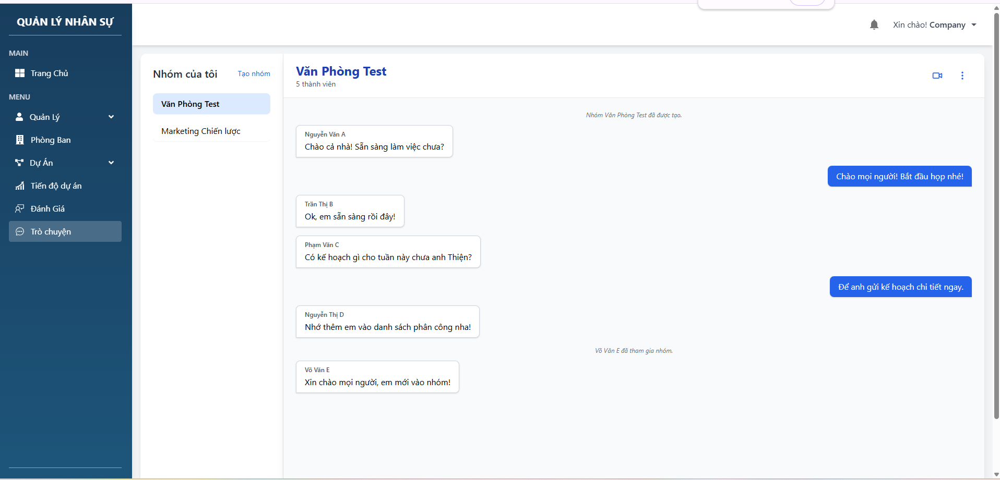 QUẢN LÝ NHÂN SỰ
MAIN
Trang Chủ
MENU
Quản Lý
Phòng Ban
Dự Án
Tiến độ dự án
Đánh Giá
Trò chuyện
Xin chào! Company
Nhóm của tôi
Tạo nhóm
Văn Phòng Test
Marketing Chiến lược
Văn Phòng Test
5 thành viên
Nhóm Văn Phòng Test đã được tạo.
Nguyễn Văn A
Chào cả nhà! Sẵn sàng làm việc chưa?
Chào mọi người! Bắt đầu họp nhé!
Trần Thị B
Ok, em sẵn sàng rồi đây!
Phạm Văn C
Có kế hoạch gì cho tuần này chưa anh Thiện?
Để anh gửi kế hoạch chi tiết ngay.
Nguyễn Thị D
Nhớ thêm em vào danh sách phân công nha!
Võ Văn E đã tham gia nhóm.
Võ Văn E
Xin chào mọi người, em mới vào nhóm!